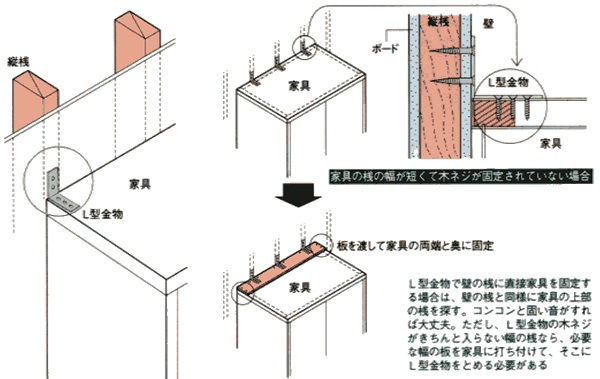 縦桟
家具
L型金物
家具
縦桟
壁
ボード
L型金物
家具
家具の桟の幅が短くて木ネジが固定されていない場合
板を渡して家具の両端と奥に固定
家具
L型金物で壁の桟に直接家具を固定す
る場合は、壁の桟と同様に家具の上部
の桟を探す。コンコンと固い音がすれ
ば大丈夫。ただし、L型金物の木ネジ
がきちんと入らない幅の桟なら、必要
な幅の板を家具に打ち付けて、そこに
L型金物をとめる必要がある